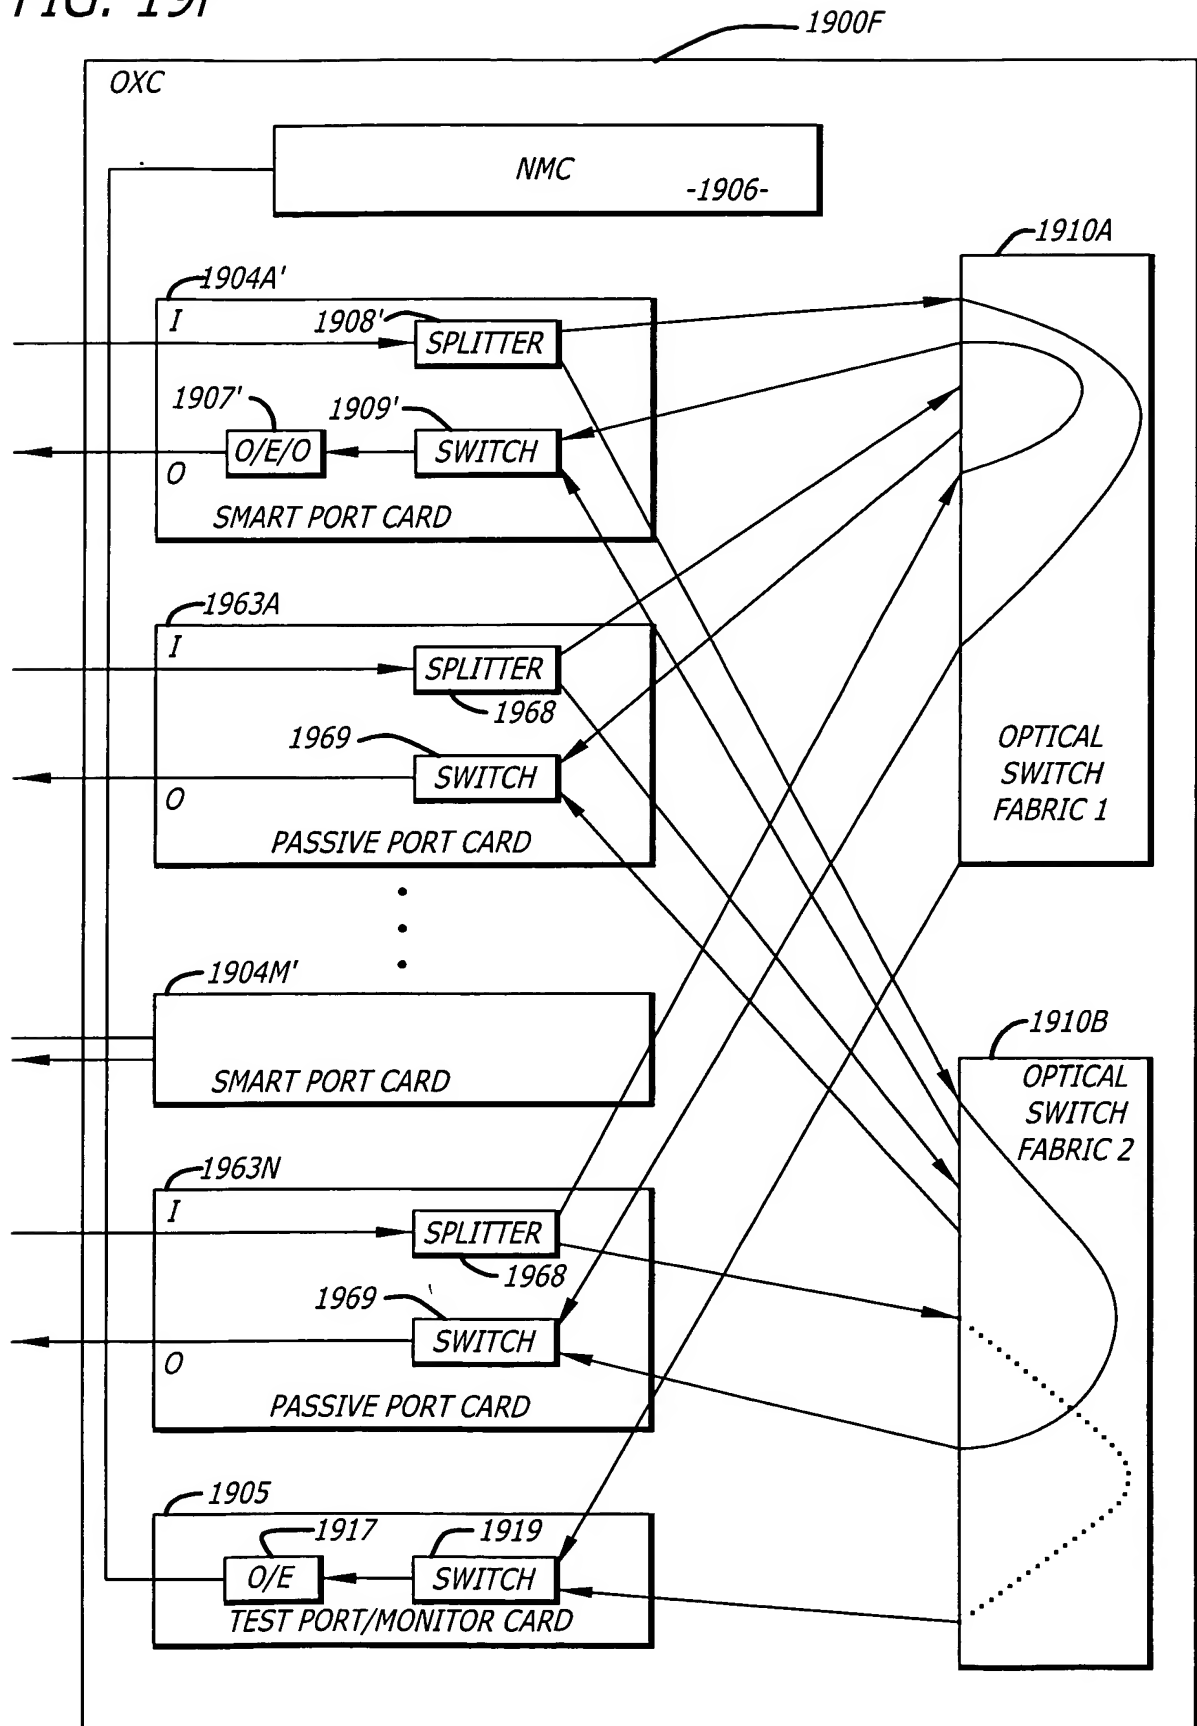 FIG. 19F
1900F
OXC
NMC
-1906-
1910A
1904A'
I
1908'
SPLITTER
1907'
1909'
O/E/O
SWITCH
O
SMART PORT CARD
1963A
I
SPLITTER
1968
1969
SWITCH
O
PASSIVE PORT CARD
OPTICAL
SWITCH
FABRIC 1
1904M'
SMART PORT CARD
1910B
OPTICAL
SWITCH
FABRIC 2
1963N
I
SPLITTER
1968
1969
SWITCH
O
PASSIVE PORT CARD
1905
1917
1919
O/E
SWITCH
TEST PORT/MONITOR CARD